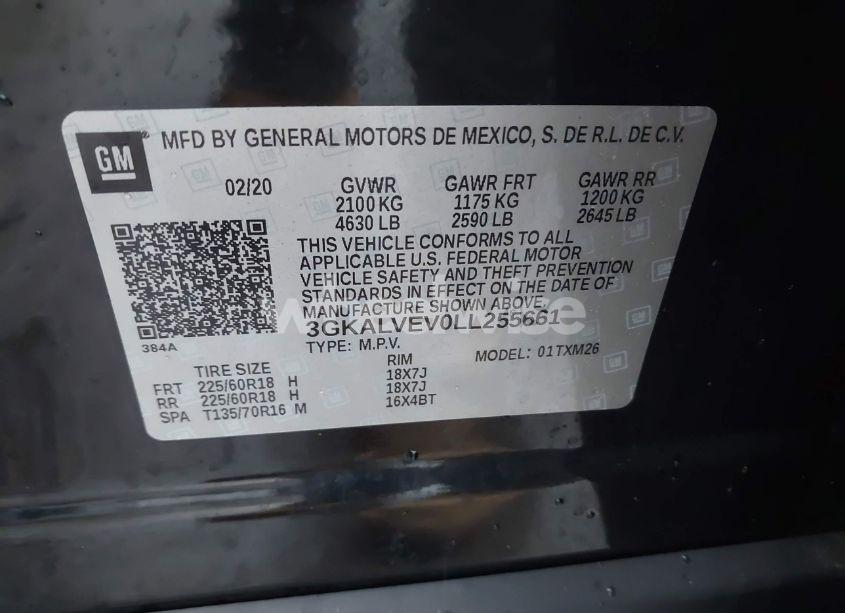 GM
MFD BY GENERAL MOTORS DE MEXICO, S. DE R.L. DE C.V.
02/20 GVWR GAWR FRT GAWR RR
2100 KG 1175 KG 1200 KG
4630 LB 2590 LB 2645 LB
THIS VEHICLE CONFORMS TO ALL
APPLICABLE U.S. FEDERAL MOTOR
VEHICLE SAFETY AND THEFT PREVENTION
STANDARDS IN EFFECT ON THE DATE OF
MANUFACTURE SHOWN ABOVE.
3GKALVEV0LL255661
384A TYPE: M.P.V. MODEL: 01TXM26
TIRE SIZE RIM
FRT 225/60R18 H 18X7J
RR 225/60R18 H 18X7J
SPA T135/70R16 M 16X4BT